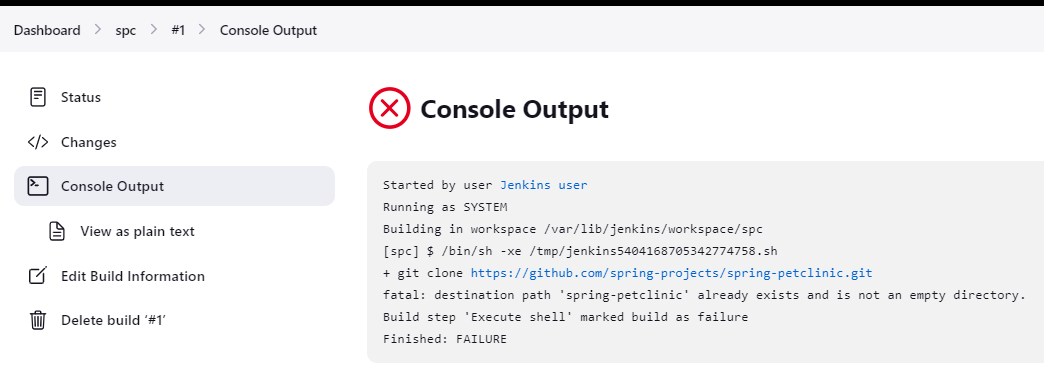 Dashboard > spc > #1 > Console Output
Status
Changes
Console Output
View as plain text
Edit Build Information
Delete build ‘#1’
Console Output
Started by user Jenkins user
Running as SYSTEM
Building in workspace /var/lib/jenkins/workspace/spc
[spc] $ /bin/sh -xe /tmp/jenkins5404168705342774758.sh
+ git clone https://github.com/spring-projects/spring-petclinic.git
fatal: destination path 'spring-petclinic' already exists and is not an empty directory.
Build step 'Execute shell' marked build as failure
Finished: FAILURE